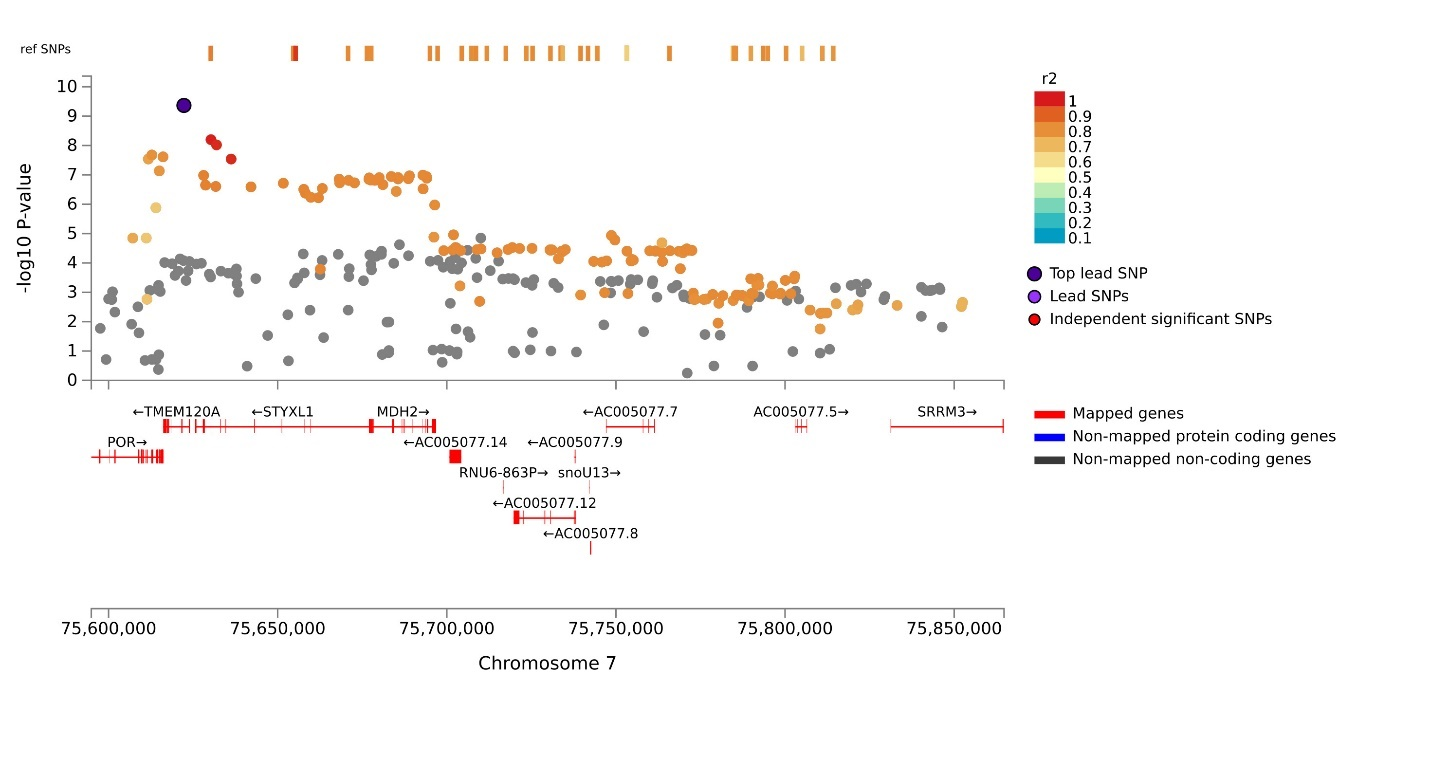 ref SNPs
r2
10
9
8
7
6
5
4
3
2
1
0
-log10 P-value
1
0.9
0.8
0.7
0.6
0.5
0.4
0.3
0.2
0.1
Top lead SNP
Lead SNPs
Independent significant SNPs
←TMEM120A ←STYXL1 MDH2→ ←AC005077.7 AC005077.5→ SRRM3→
POR→ ←AC005077.14 ←AC005077.9
RNU6-863P→ snoU13→
←AC005077.12
←AC005077.8
Mapped genes
Non-mapped protein coding genes
Non-mapped non-coding genes
75,600,000 75,650,000 75,700,000 75,750,000 75,800,000 75,850,000
Chromosome 7